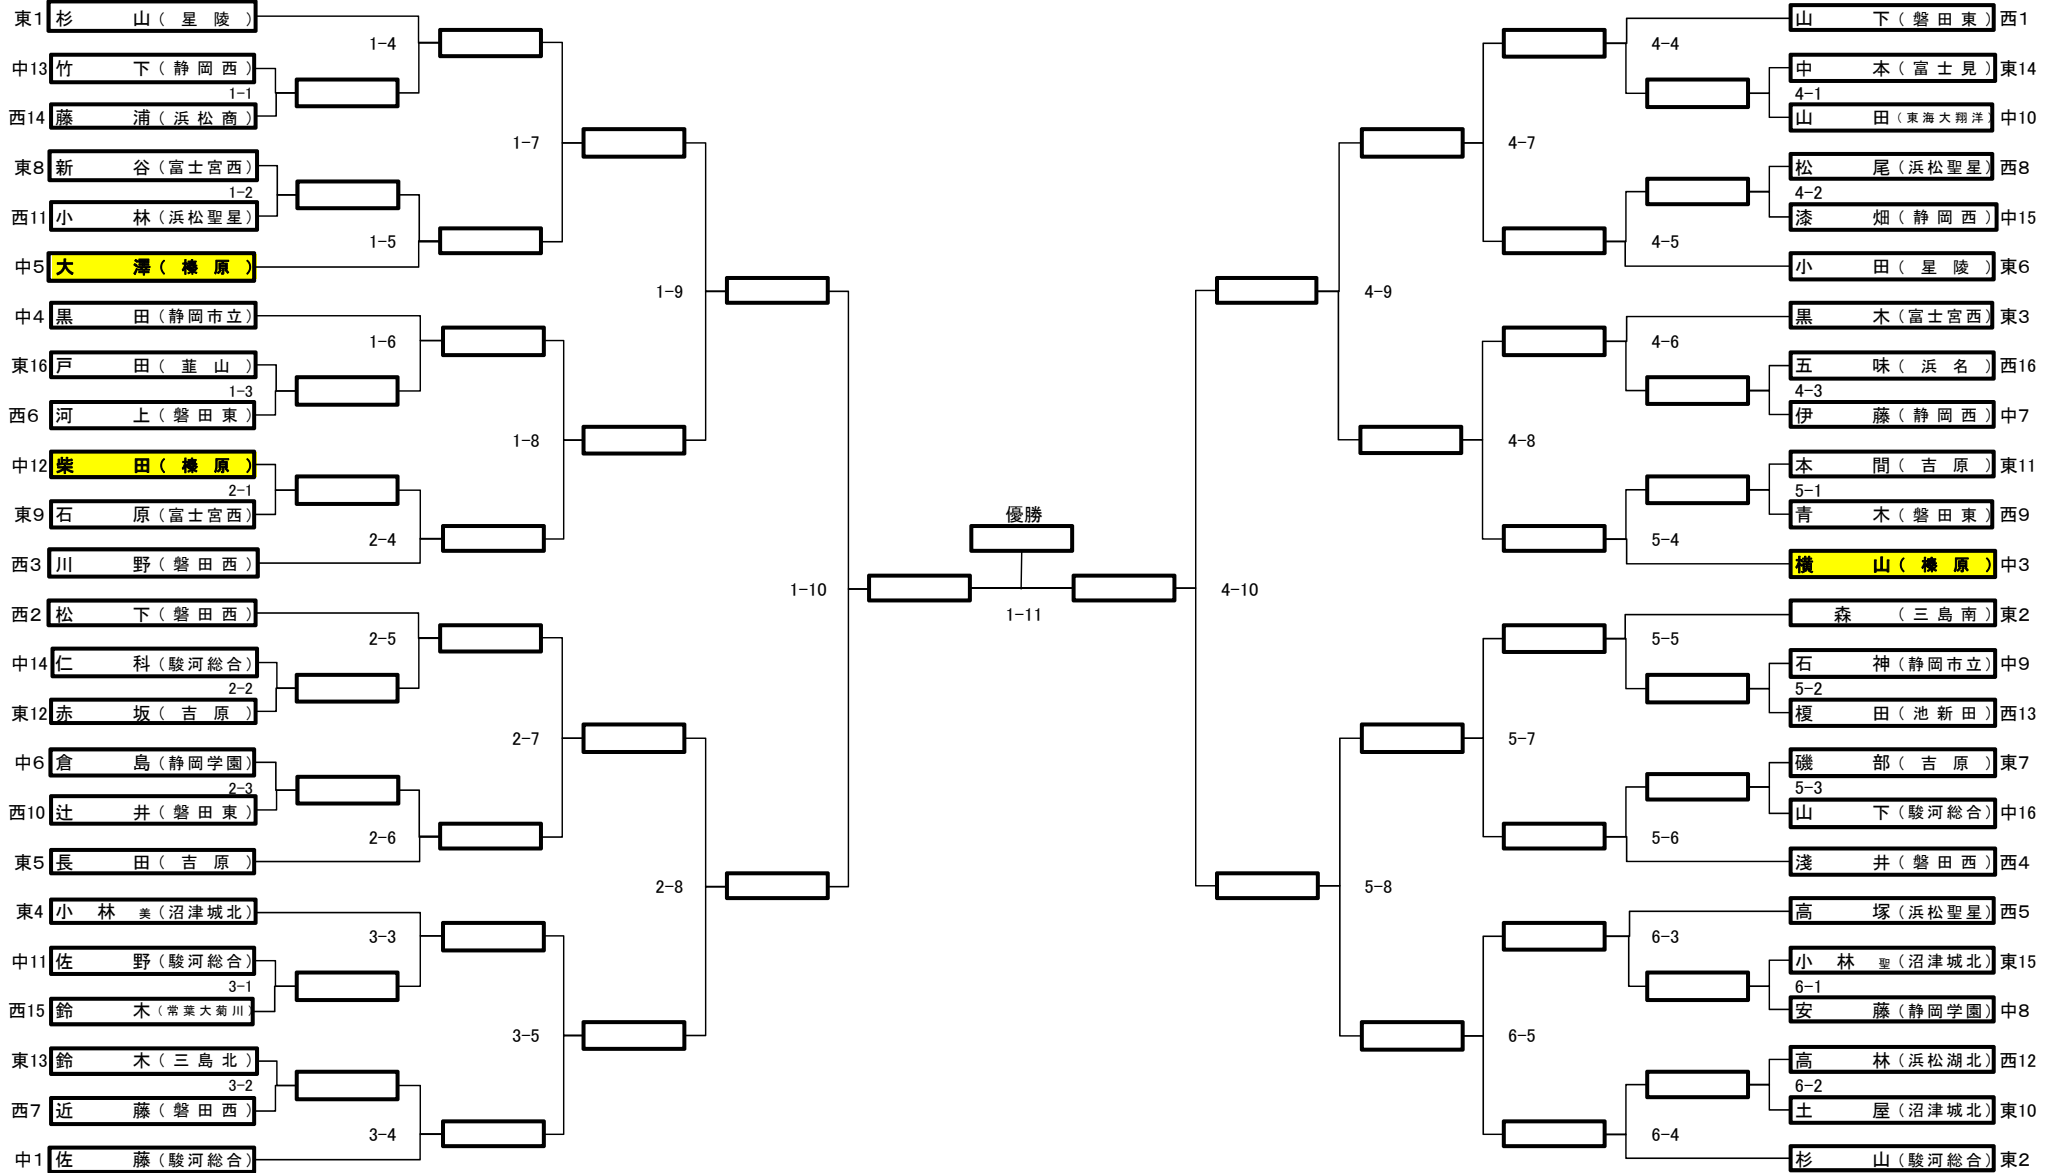 東1 杉山(星陵)
1-4
中13 竹下(静岡西)
1-1
西14 藤浦(浜松商)
1-7
東8 新谷(富士宮西)
1-2
西11 小林(浜松聖星)
1-5
中5 大澤(榛原)
1-9
中4 黒田(静岡市立)
1-6
東16 戸田(韮山)
1-3
西6 河上(磐田東)
1-8
中12 柴田(榛原)
2-1
東9 石原(富士宮西)
2-4
西3 川野(磐田西)
1-10
西2 松下(磐田西)
2-5
中14 仁科(駿河総合)
2-2
東12 赤坂(吉原)
2-7
中6 倉島(静岡学園)
2-3
西10 辻井(磐田東)
2-6
東5 長田(吉原)
2-8
東4 小林美(沼津城北)
3-3
中11 佐野(駿河総合)
3-1
西15 鈴木(常葉大菊川)
3-5
東13 鈴木(三島北)
3-2
西7 近藤(磐田西)
3-4
中1 佐藤(駿河総合)
優勝
1-11
山下(磐田東) 西1
4-4
中本(富士見) 東14
4-1
山田(東海大翔洋) 中10
4-7
松尾(浜松聖星) 西8
4-2
漆畑(静岡西) 中15
4-5
小田(星陵) 東6
4-9
黒木(富士宮西) 東3
4-6
五味(浜名) 西16
4-3
伊藤(静岡西) 中7
4-8
本間(吉原) 東11
5-1
青木(磐田東) 西9
5-4
横山(榛原) 中3
4-10
森(三島南) 東2
5-5
石神(静岡市立) 中9
5-2
榎田(池新田) 西13
5-7
磯部(吉原) 東7
5-3
山下(駿河総合) 中16
5-6
淺井(磐田西) 西4
5-8
高塚(浜松聖星) 西5
6-3
小林聖(沼津城北) 東15
6-1
安藤(静岡学園) 中8
6-5
高林(浜松湖北) 西12
6-2
土屋(沼津城北) 東10
6-4
杉山(駿河総合) 東2